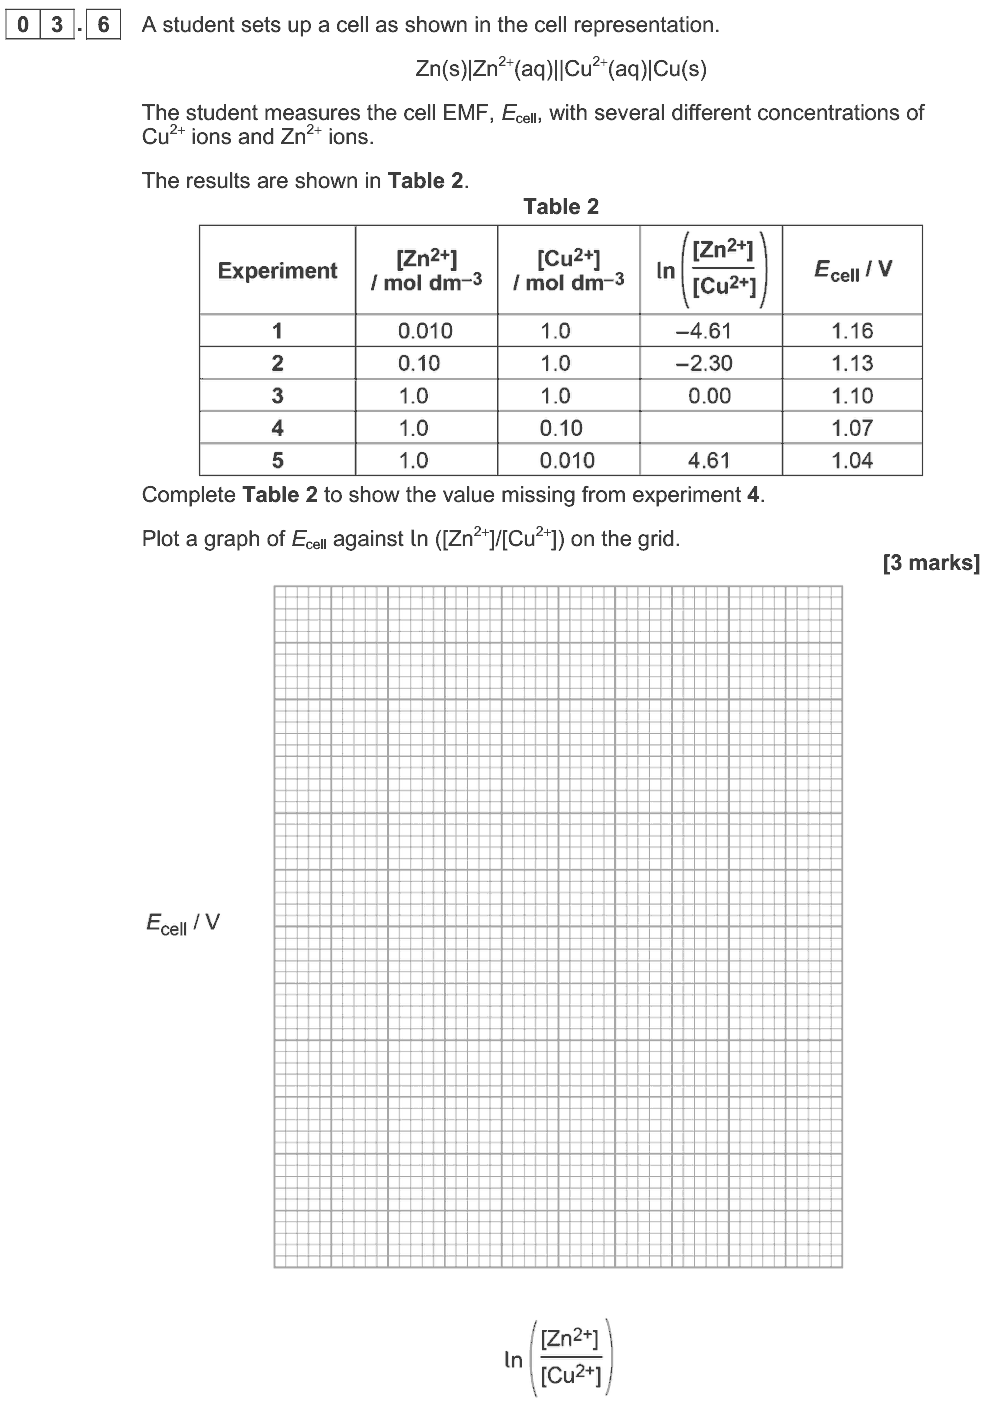 0 3 . 6 A student sets up a cell as shown in the cell representation.
Zn(s)|Zn²⁺(aq)||Cu²⁺(aq)|Cu(s)
The student measures the cell EMF, E_cell, with several different concentrations of
Cu²⁺ ions and Zn²⁺ ions.
The results are shown in Table 2.
Table 2
Experiment [Zn²⁺] / mol dm⁻³ [Cu²⁺] / mol dm⁻³ ln([Zn²⁺]/[Cu²⁺]) E_cell / V
1 0.010 1.0 −4.61 1.16
2 0.10 1.0 −2.30 1.13
3 1.0 1.0 0.00 1.10
4 1.0 0.10 1.07
5 1.0 0.010 4.61 1.04
Complete Table 2 to show the value missing from experiment 4.
Plot a graph of E_cell against ln ([Zn²⁺]/[Cu²⁺]) on the grid.
[3 marks]
E_cell / V
ln([Zn²⁺]/[Cu²⁺])